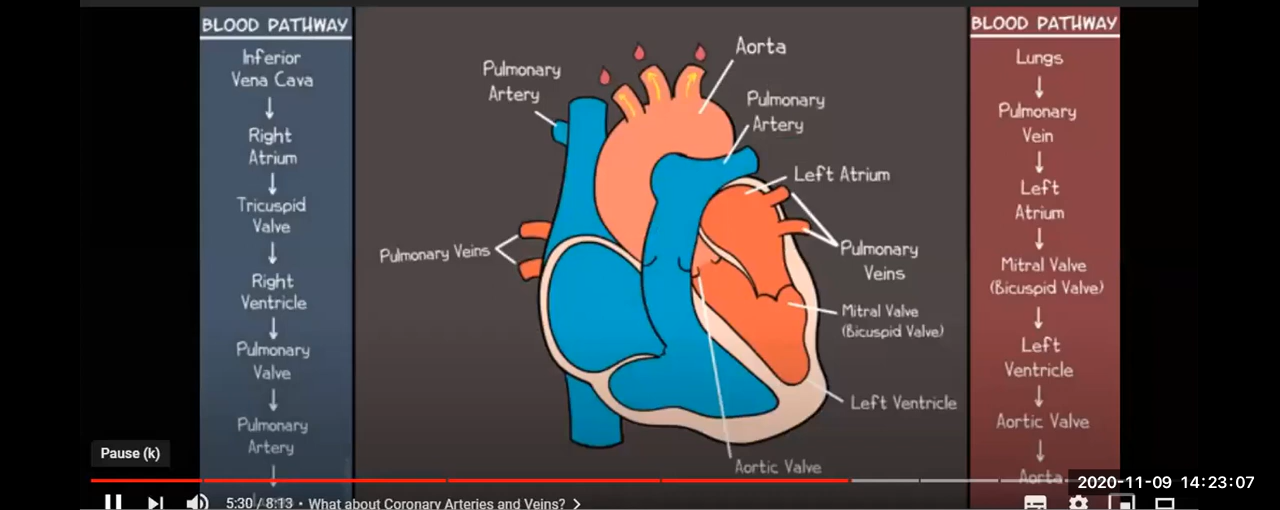 BLOOD PATHWAY
Inferior
Vena Cava
Right
Atrium
Tricuspid
Valve
Right
Ventricle
Pulmonary
Valve
Pulmonary
Artery
Pulmonary
Artery
Pulmonary Veins
Aorta
Pulmonary
Artery
Left Atrium
Pulmonary
Veins
Mitral Valve
(Bicuspid Valve)
Left Ventricle
Aortic Valve
BLOOD PATHWAY
Lungs
Pulmonary
Vein
Left
Atrium
Mitral Valve
(Bicuspid Valve)
Left
Ventricle
Aortic Valve
Aorta
Pause (k)
5:30 / 8:13 • What about Coronary Arteries and Veins?
2020-11-09 14:23:07